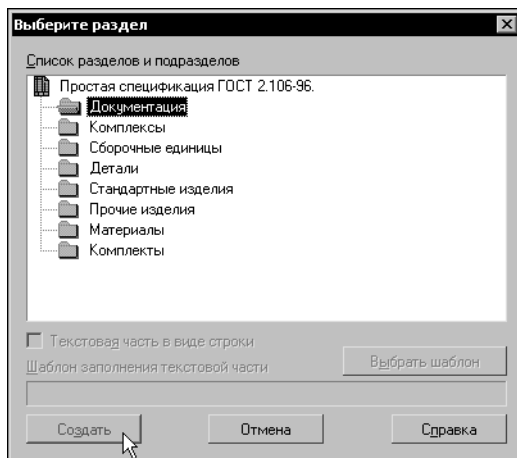 Выберите раздел
Список разделов и подразделов
Простая спецификация ГОСТ 2.106-96.
Документация
Комплексы
Сборочные единицы
Детали
Стандартные изделия
Прочие изделия
Материалы
Комплекты
Текстовая часть в виде строки
Шаблон заполнения текстовой части
Выбрать шаблон
Создать
Отмена
Справка